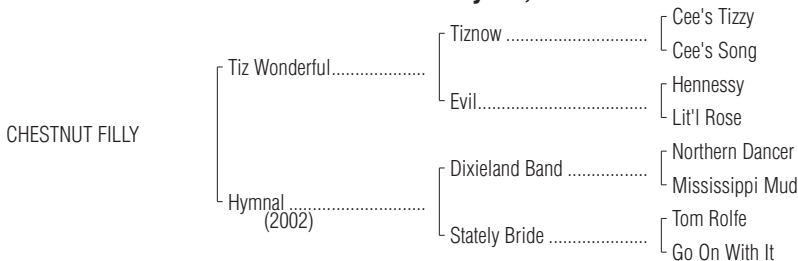 Cee's Tizzy
Tiznow ................................
Cee's Song
Tiz Wonderful.....................
Hennessy
Evil......................................
Lit'l Rose
CHESTNUT FILLY
Northern Dancer
Dixieland Band ..................
Mississippi Mud
Hymnal ...............................
(2002)
Tom Rolfe
Stately Bride ......................
Go On With It